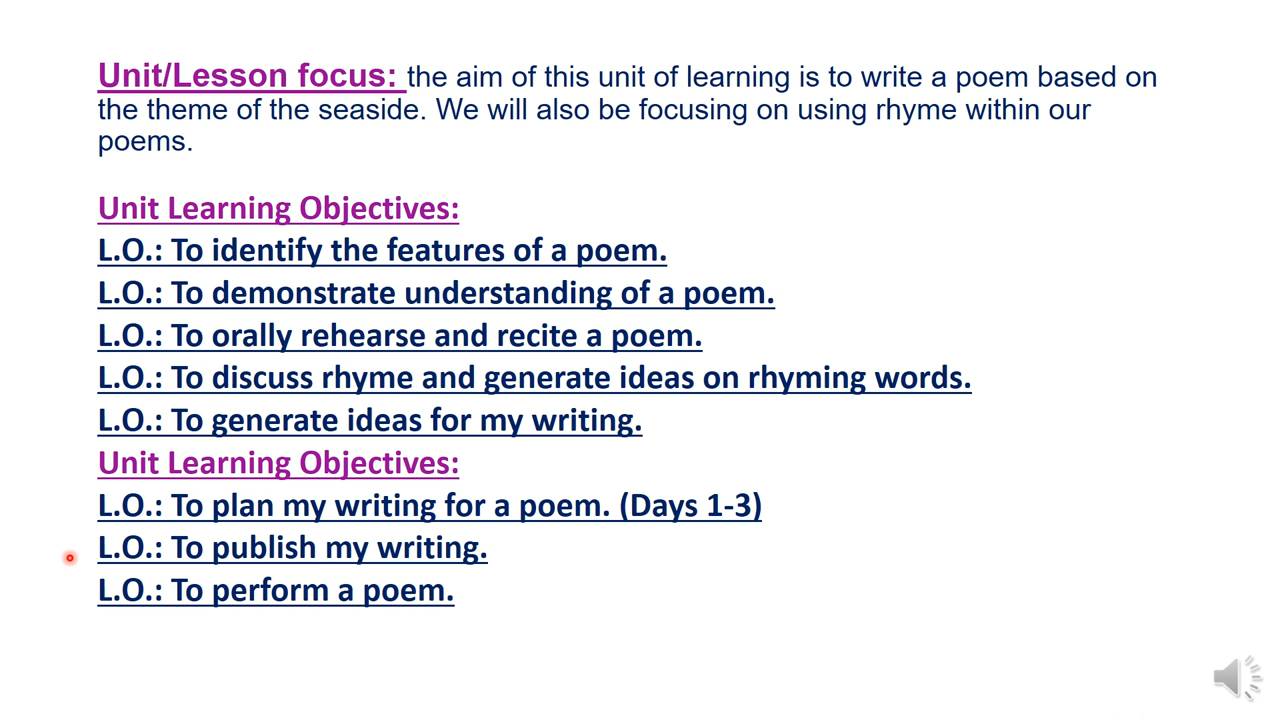 Unit/Lesson focus: the aim of this unit of learning is to write a poem based on
the theme of the seaside. We will also be focusing on using rhyme within our
poems.
Unit Learning Objectives:
L.O.: To identify the features of a poem.
L.O.: To demonstrate understanding of a poem.
L.O.: To orally rehearse and recite a poem.
L.O.: To discuss rhyme and generate ideas on rhyming words.
L.O.: To generate ideas for my writing.
Unit Learning Objectives:
L.O.: To plan my writing for a poem. (Days 1-3)
L.O.: To publish my writing.
L.O.: To perform a poem.